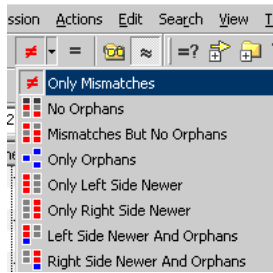 ssion Actions Edit Search View T
≠ = ≈ =?
≠ Only Mismatches
No Orphans
Mismatches But No Orphans
Only Orphans
Only Left Side Newer
Only Right Side Newer
Left Side Newer And Orphans
Right Side Newer And Orphans